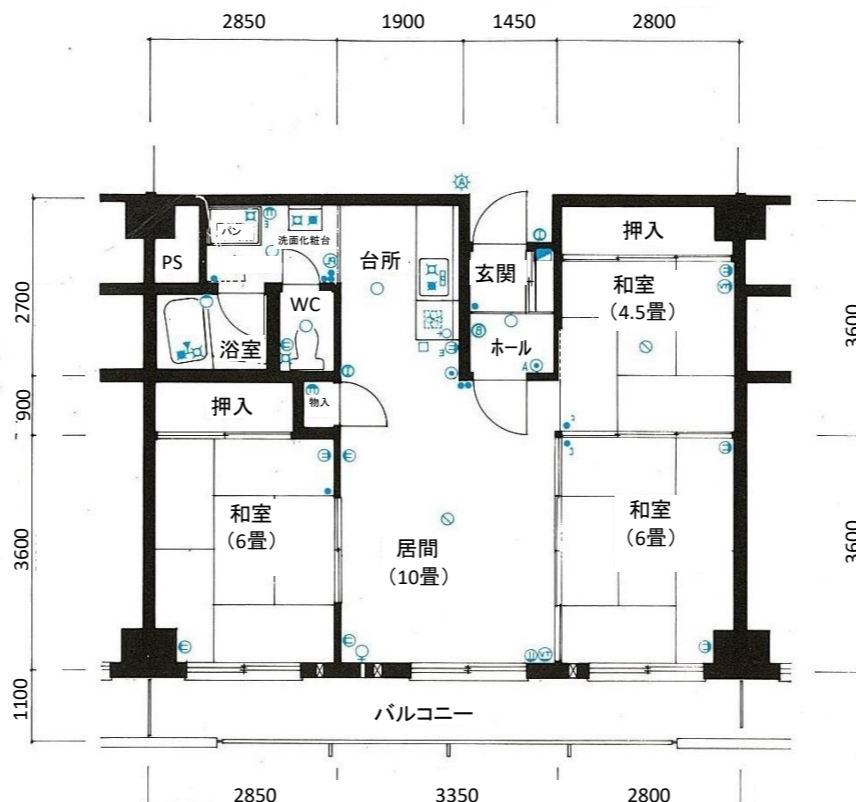 2850
1900
1450
2800
パン
洗面化粧台
押入
PS
台所
玄関
和室
（4.5畳）
2700
3600
WC
浴室
ホール
物入
押入
900
和室
（6畳）
和室
（6畳）
居間
（10畳）
3600
3600
1100
バルコニー
2850
3350
2800